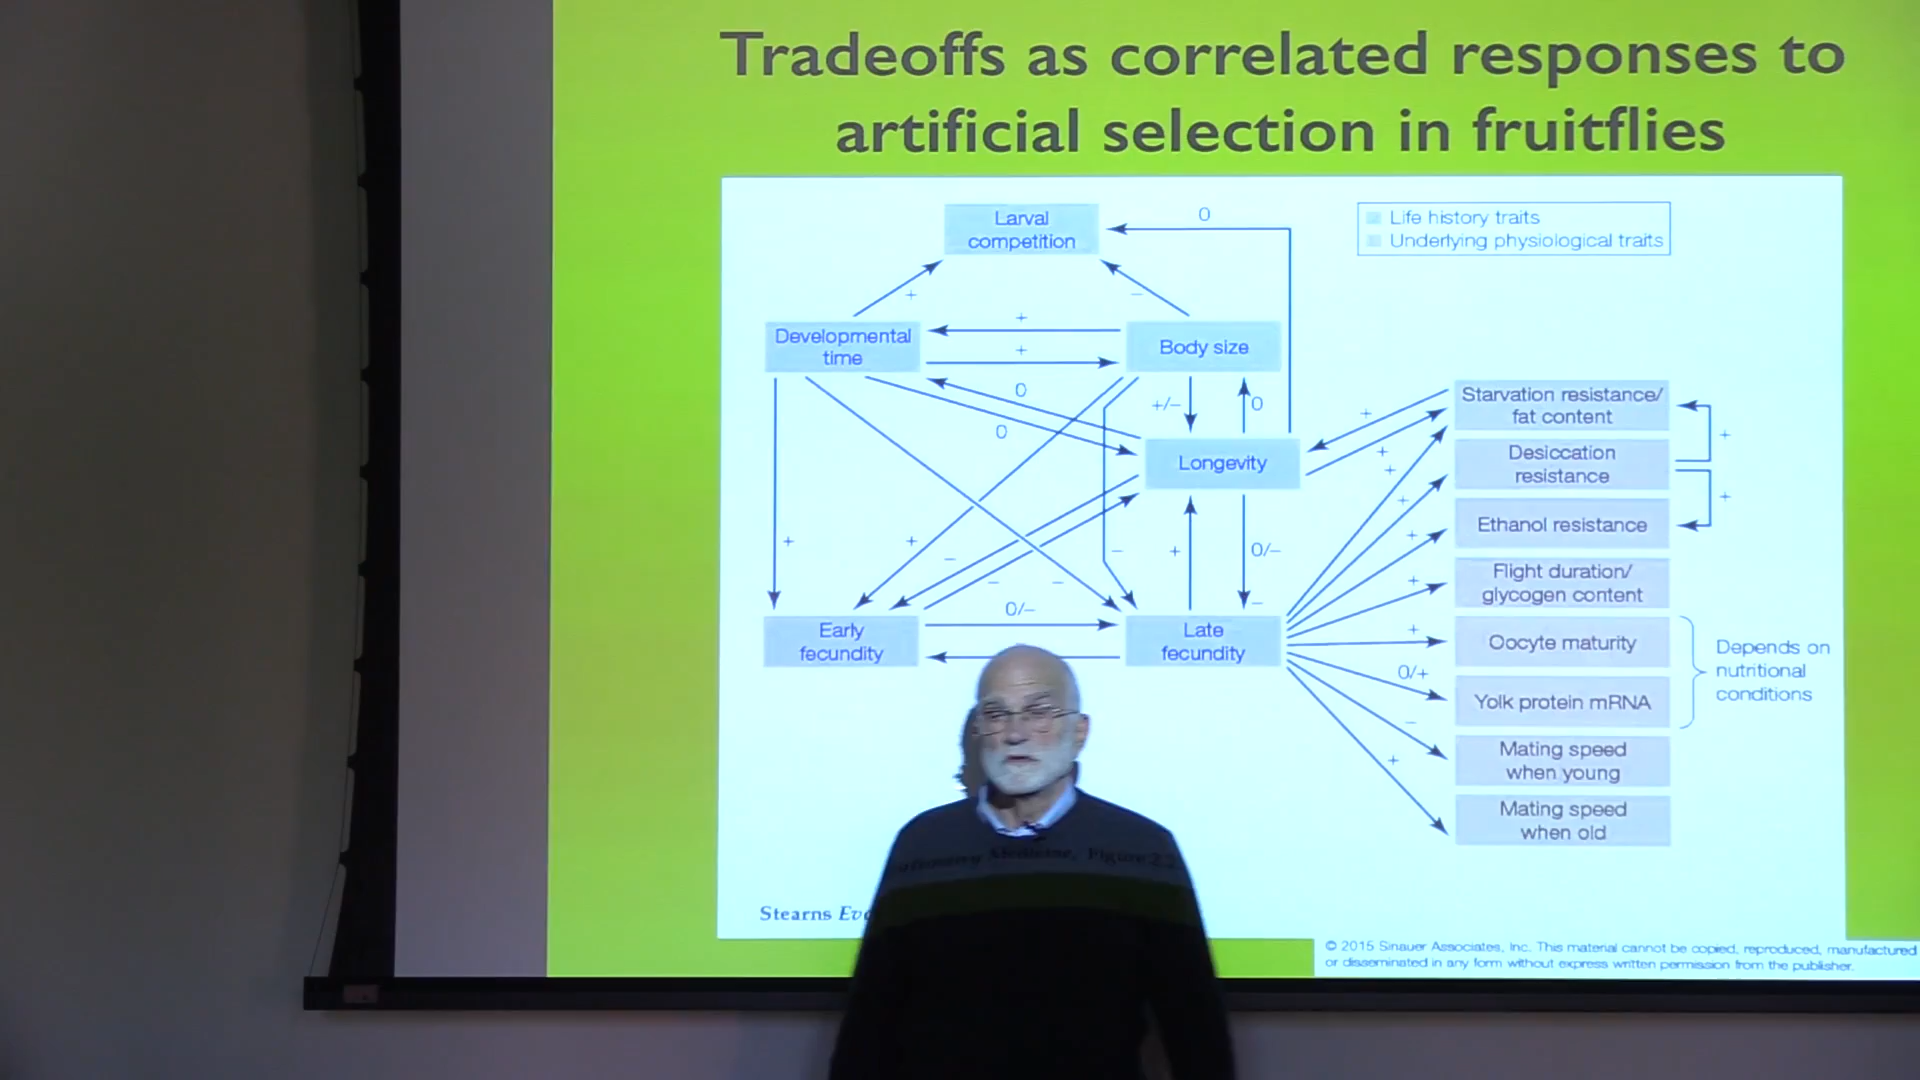 Tradeoffs as correlated responses to
artificial selection in fruitflies
Larval
competition
0
Life history traits
Underlying physiological traits
+
–
Developmental
time
+
+
Body size
0
0
+/–
0
Longevity
+
+
+
Starvation resistance/
fat content
Desiccation
resistance
Ethanol resistance
Flight duration/
glycogen content
Oocyte maturity
Yolk protein mRNA
Mating speed
when young
Mating speed
when old
+
+
Depends on
nutritional
conditions
+
+
–
–
–
–
+
0/–
–
0/–
Early
fecundity
Late
fecundity
+
+
+
+
0/+
–
+
Stearns
Medicine, Figure
© 2015 Sinauer Associates, Inc. This material cannot be copied, reproduced, manufactured
or disseminated in any form without express written permission from the publisher.